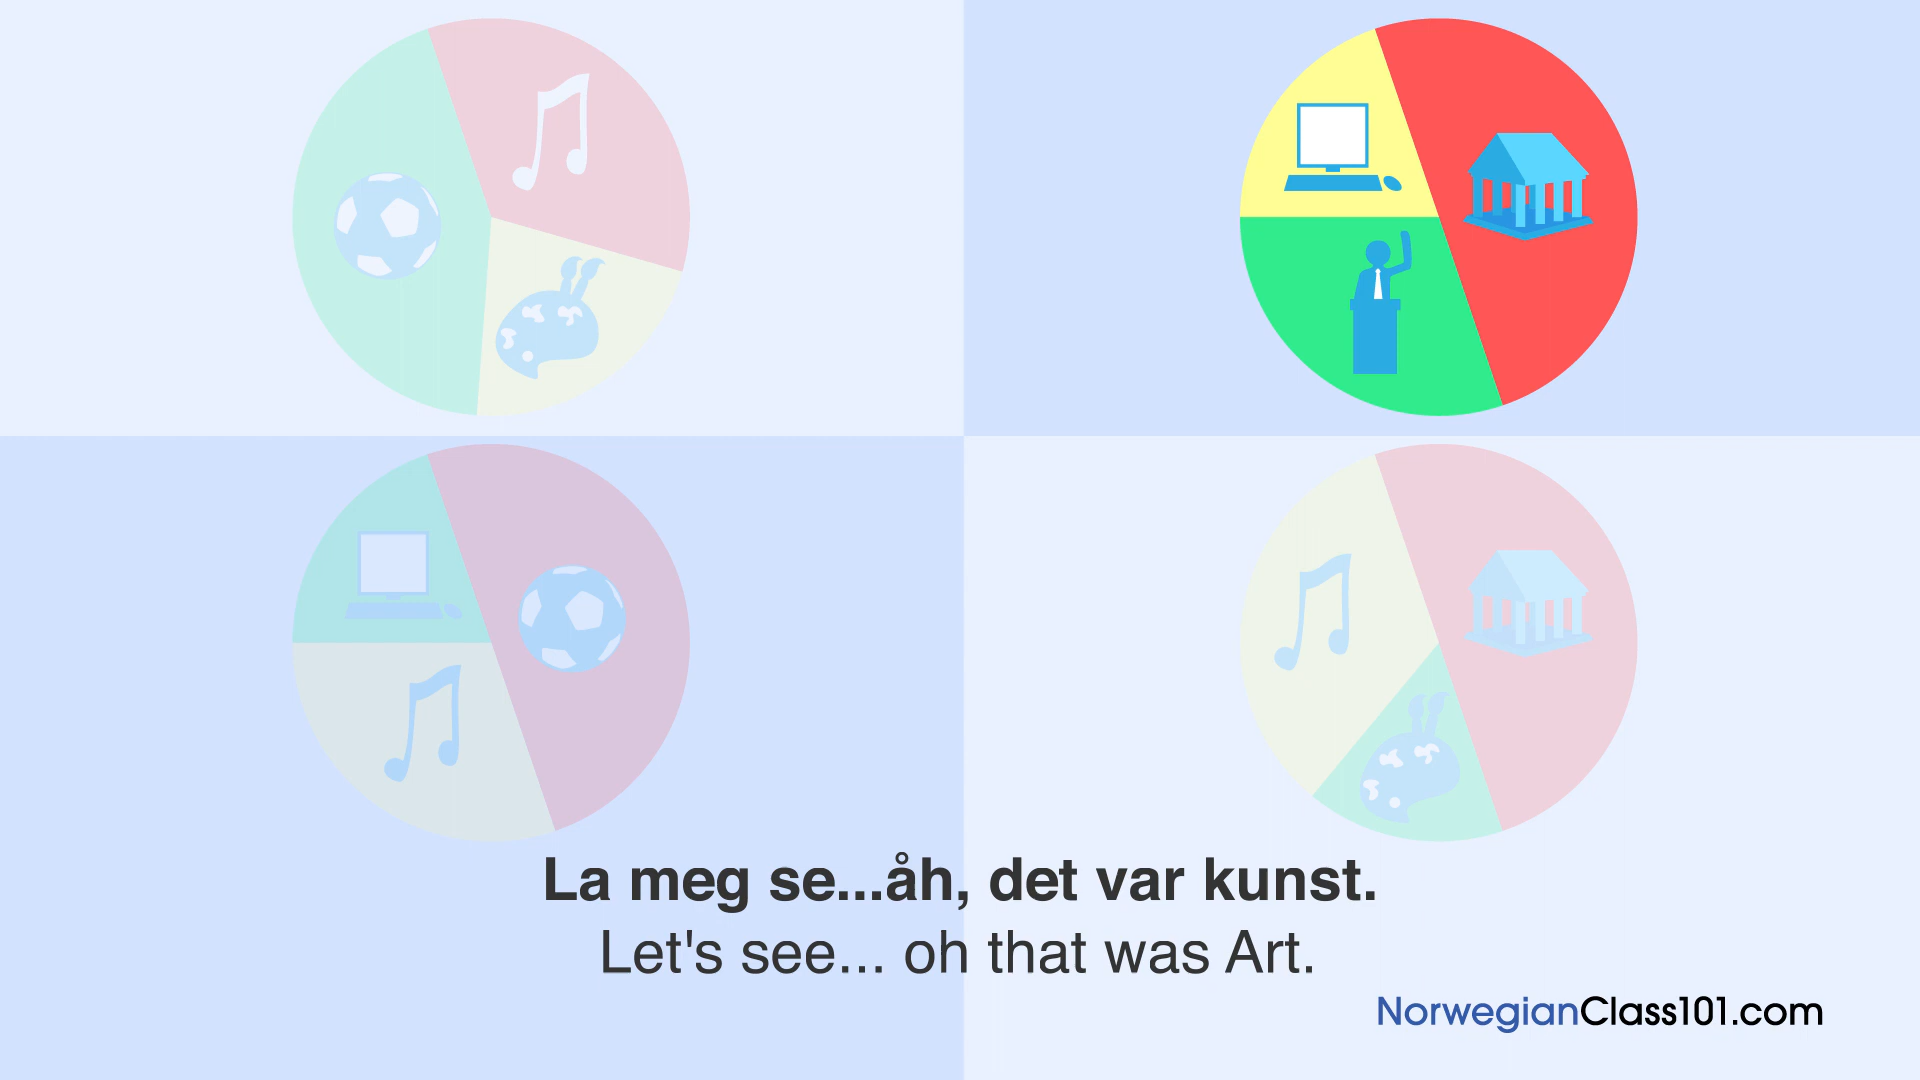 La meg se...åh, det var kunst.
Let's see... oh that was Art.
NorwegianClass101.com